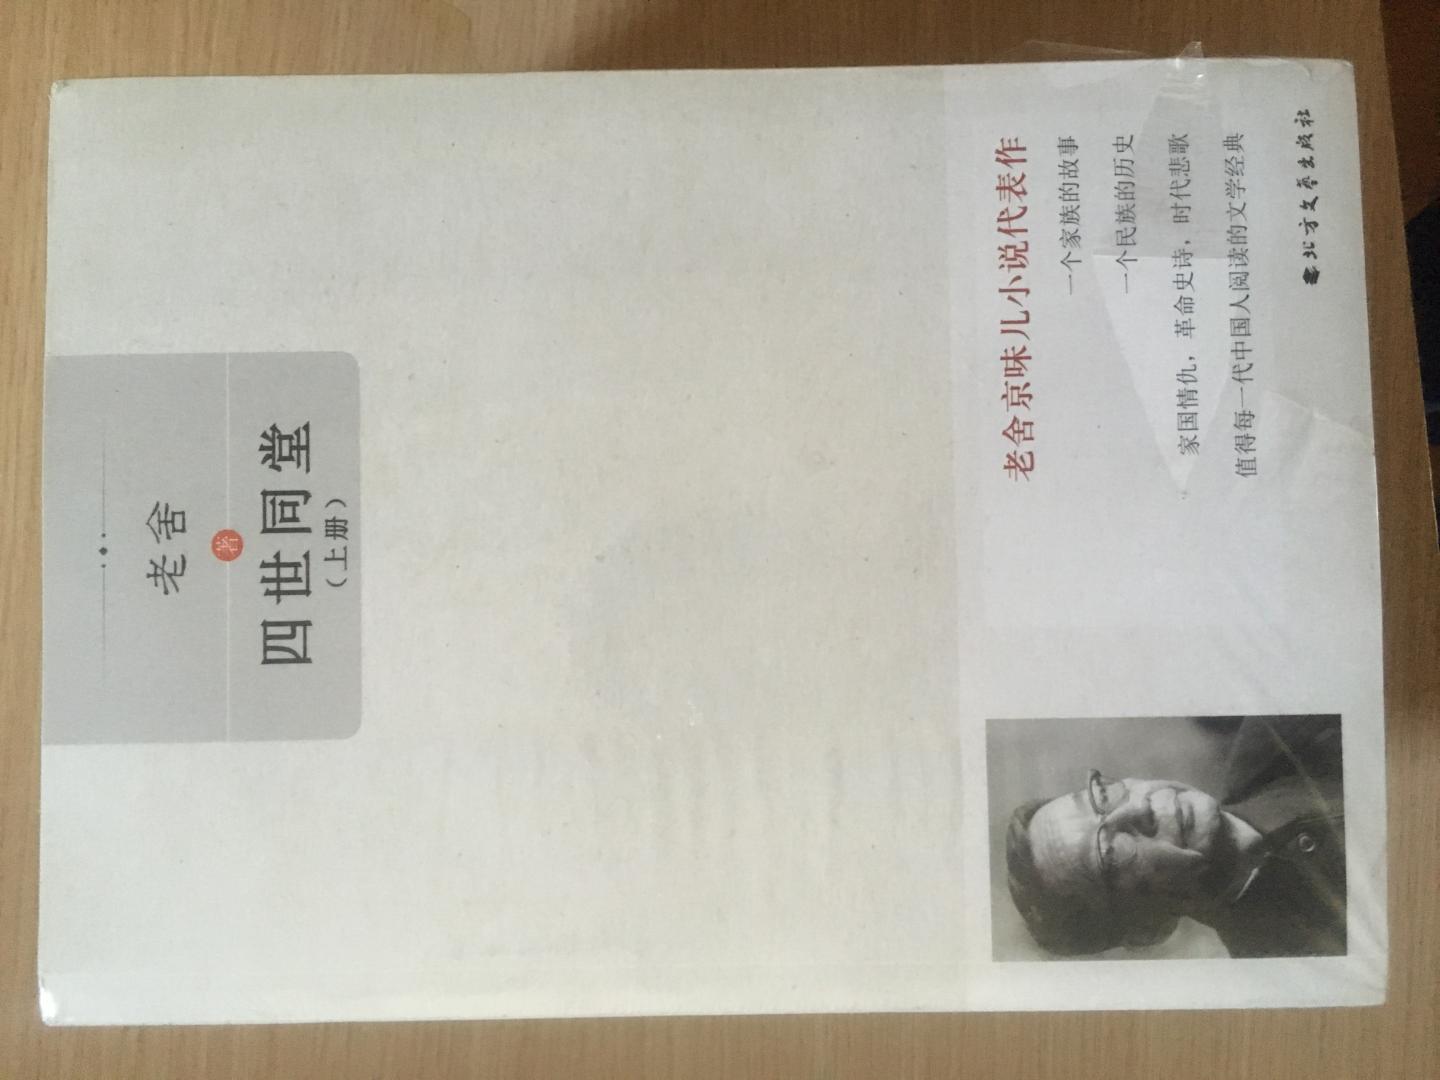 老舍
著
四世同堂
（上册）
老舍京味儿小说代表作
一个家族的故事
一个民族的历史
家国情仇，革命史诗，时代悲歌
值得每一代中国人阅读的文学经典
北方文艺出版社